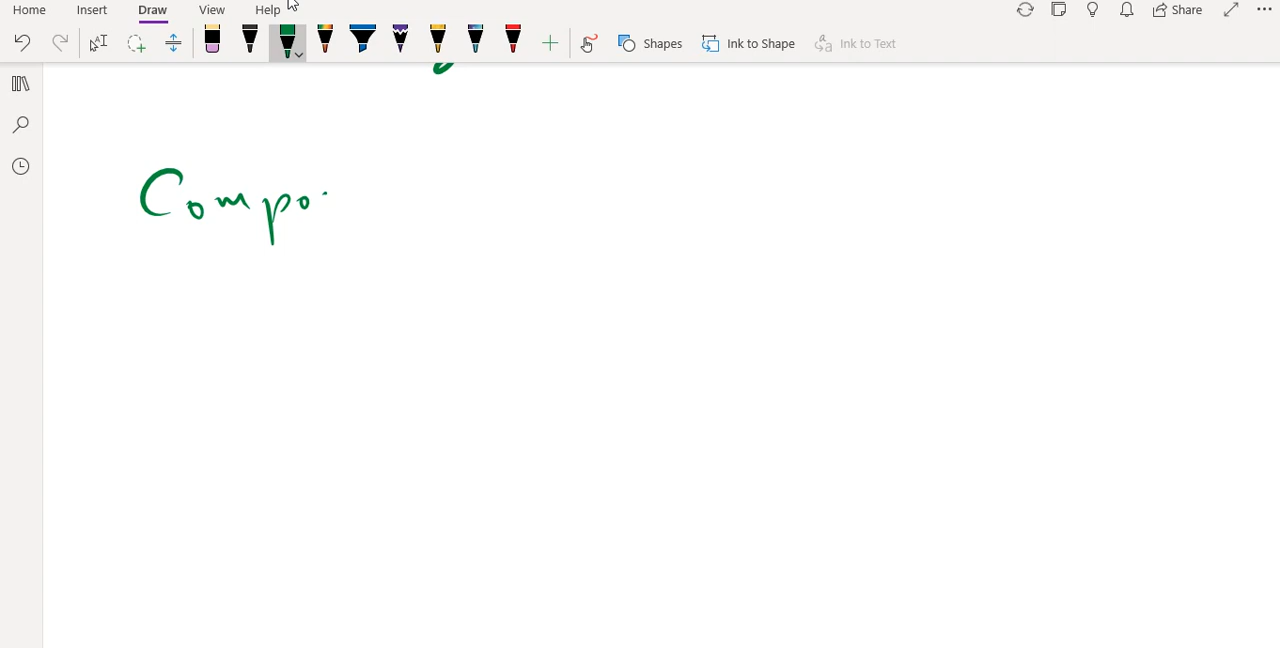 Home Insert Draw View Help Share
Shapes Ink to Shape Ink to Text
Compo